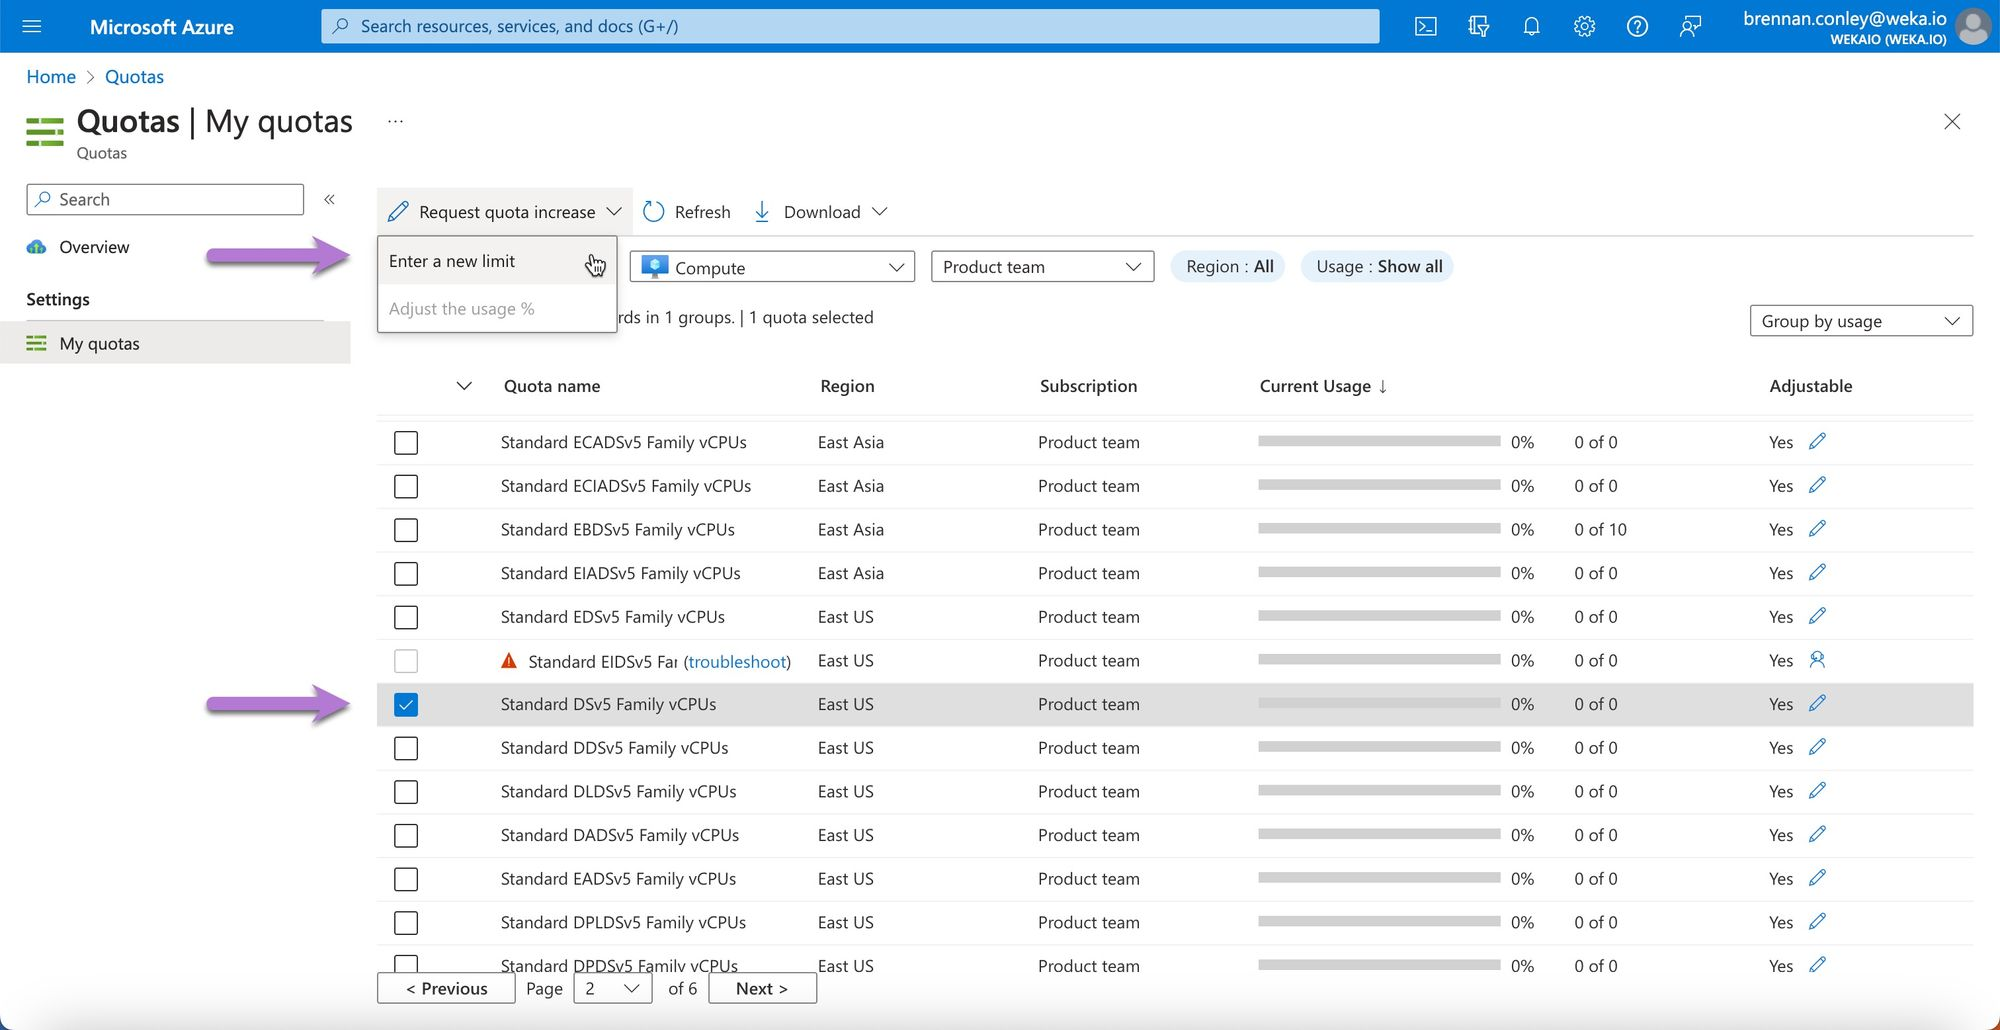 Microsoft Azure
Search resources, services, and docs (G+/)
brennan.conley@weka.io
WEKAIO (WEKA.IO)
Home > Quotas
Quotas | My quotas ...
Quotas
Search «
Overview
Settings
My quotas
Request quota increase Refresh Download
Enter a new limit
Adjust the usage %
Compute Product team Region : All Usage : Show all
rds in 1 groups. | 1 quota selected
Group by usage
Quota name Region Subscription Current Usage ↓ Adjustable
Standard ECADSv5 Family vCPUs East Asia Product team 0% 0 of 0 Yes
Standard ECIADSv5 Family vCPUs East Asia Product team 0% 0 of 0 Yes
Standard EBDSv5 Family vCPUs East Asia Product team 0% 0 of 10 Yes
Standard EIADSv5 Family vCPUs East Asia Product team 0% 0 of 0 Yes
Standard EDSv5 Family vCPUs East US Product team 0% 0 of 0 Yes
Standard EIDSv5 Far (troubleshoot) East US Product team 0% 0 of 0 Yes
Standard DSv5 Family vCPUs East US Product team 0% 0 of 0 Yes
Standard DDSv5 Family vCPUs East US Product team 0% 0 of 0 Yes
Standard DLDSv5 Family vCPUs East US Product team 0% 0 of 0 Yes
Standard DADSv5 Family vCPUs East US Product team 0% 0 of 0 Yes
Standard EADSv5 Family vCPUs East US Product team 0% 0 of 0 Yes
Standard DPLDSv5 Family vCPUs East US Product team 0% 0 of 0 Yes
Standard DPDSv5 Family vCPUs East US Product team 0% 0 of 0 Yes
< Previous Page 2 of 6 Next >